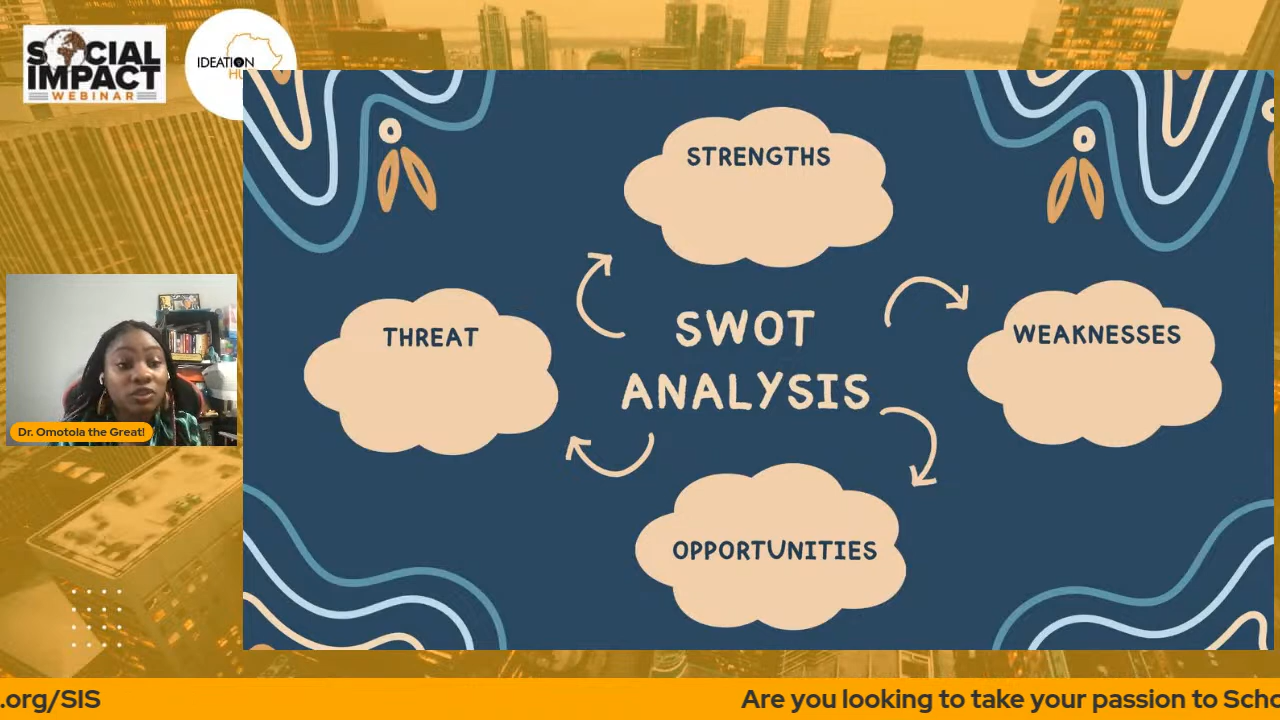 SOCIAL
IMPACT
WEBINAR
IDEATION
STRENGTHS
THREAT
SWOT
ANALYSIS
WEAKNESSES
OPPORTUNITIES
Dr. Omotola the Great!
.org/SIS
Are you looking to take your passion to